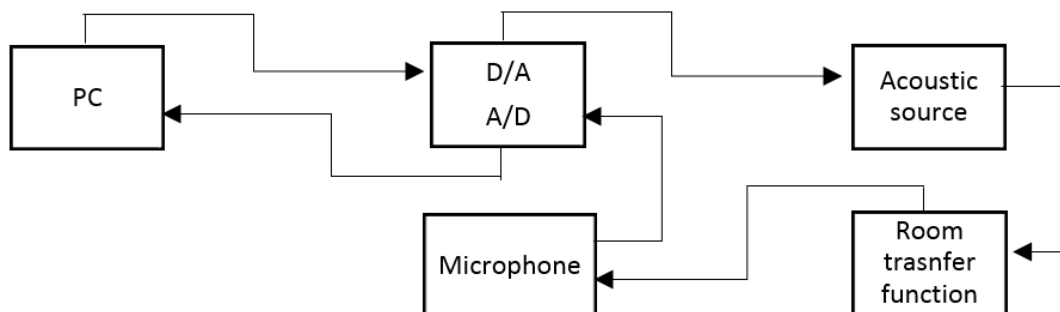 PC
D/A
A/D
Acoustic
source
Microphone
Room
trasnfer
function